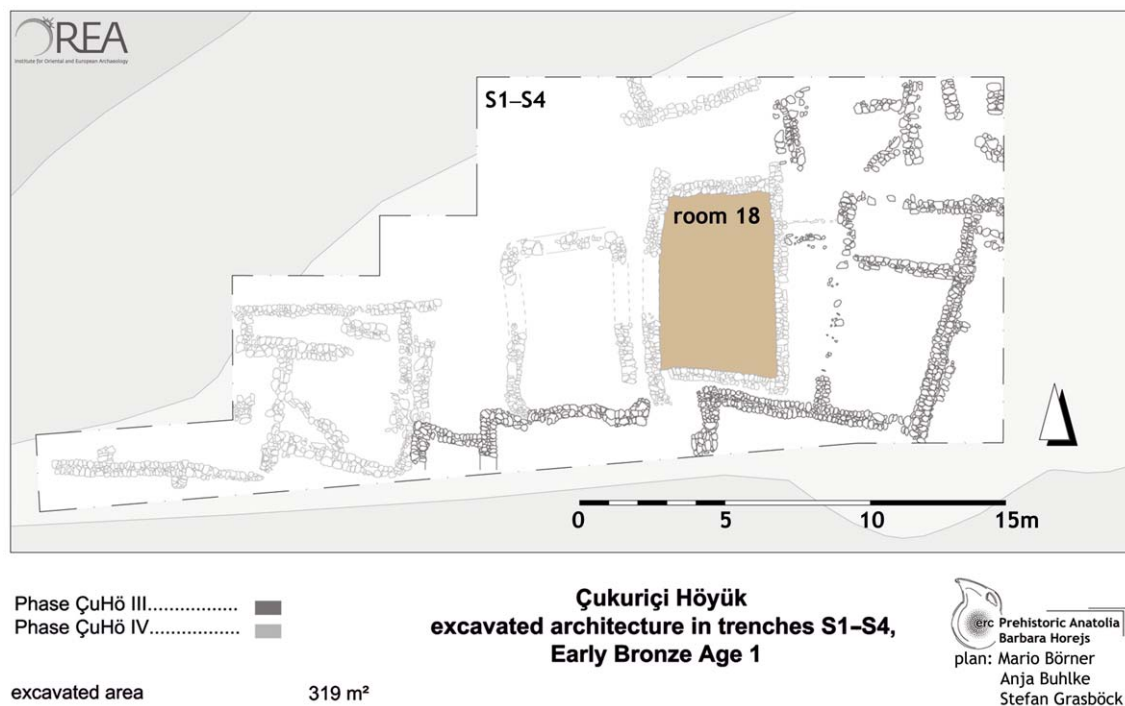 OREA
Institute for Oriental and European Archaeology
S1–S4
room 18
0 5 10 15m
Phase ÇuHö III.................
Phase ÇuHö IV.................
excavated area 319 m²
Çukuriçi Höyük
excavated architecture in trenches S1–S4,
Early Bronze Age 1
erc Prehistoric Anatolia
Barbara Horejs
plan: Mario Börner
Anja Buhlke
Stefan Grasböck